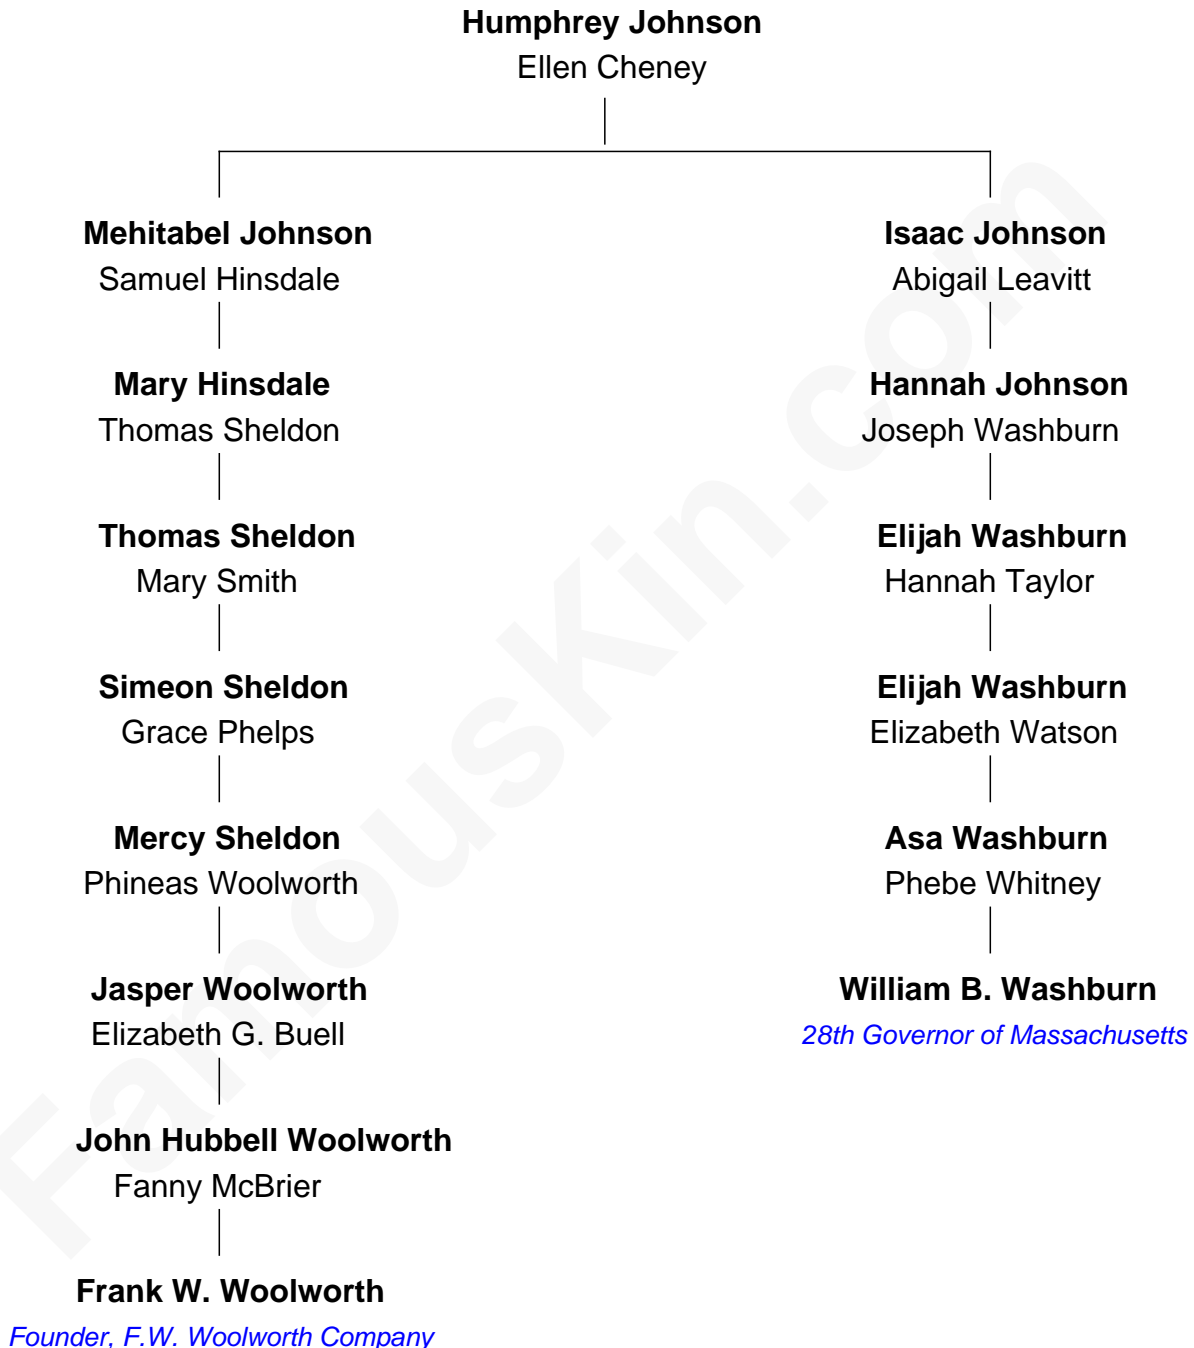 Humphrey Johnson
Ellen Cheney
Mehitabel Johnson
Samuel Hinsdale
Mary Hinsdale
Thomas Sheldon
Thomas Sheldon
Mary Smith
Simeon Sheldon
Grace Phelps
Mercy Sheldon
Phineas Woolworth
Jasper Woolworth
Elizabeth G. Buell
John Hubbell Woolworth
Fanny McBrier
Frank W. Woolworth
Founder, F.W. Woolworth Company
Isaac Johnson
Abigail Leavitt
Hannah Johnson
Joseph Washburn
Elijah Washburn
Hannah Taylor
Elijah Washburn
Elizabeth Watson
Asa Washburn
Phebe Whitney
William B. Washburn
28th Governor of Massachusetts
FamousKin.com